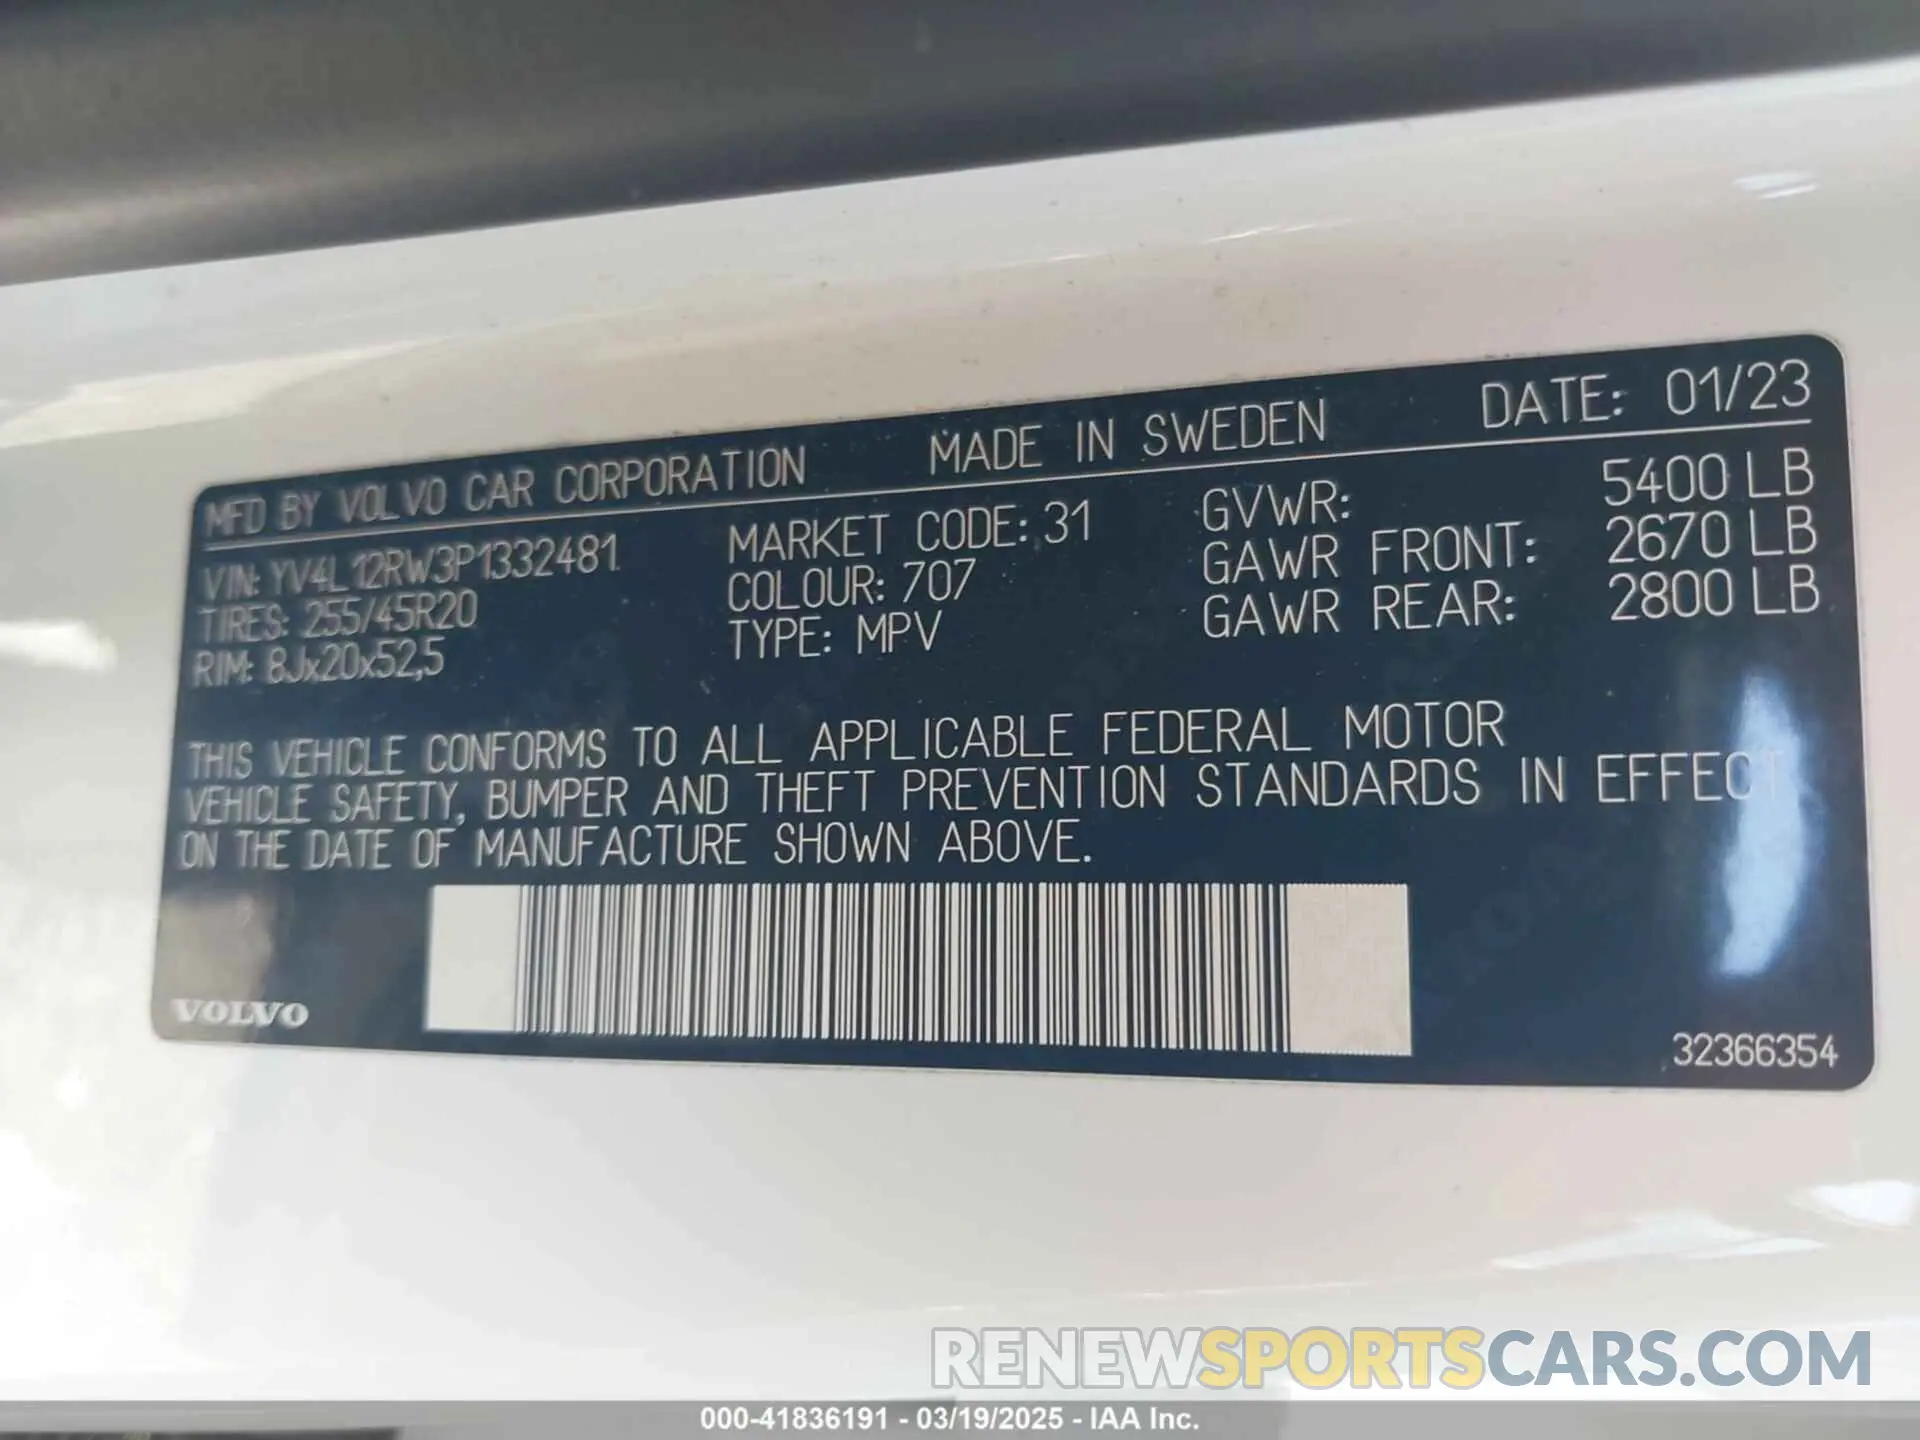 MFD BY VOLVO CAR CORPORATION MADE IN SWEDEN DATE: 01/23
VIN: YV4L12RW3P1332481 MARKET CODE: 31 GVWR: 5400 LB
TIRES: 255/45R20 COLOUR: 707 GAWR FRONT: 2670 LB
RIM: 8Jx20x52,5 TYPE: MPV GAWR REAR: 2800 LB
THIS VEHICLE CONFORMS TO ALL APPLICABLE FEDERAL MOTOR
VEHICLE SAFETY, BUMPER AND THEFT PREVENTION STANDARDS IN EFFECT
ON THE DATE OF MANUFACTURE SHOWN ABOVE.
VOLVO
32366354
RENEWSPORTSCARS.COM
000-41836191 - 03/19/2025 - IAA Inc.